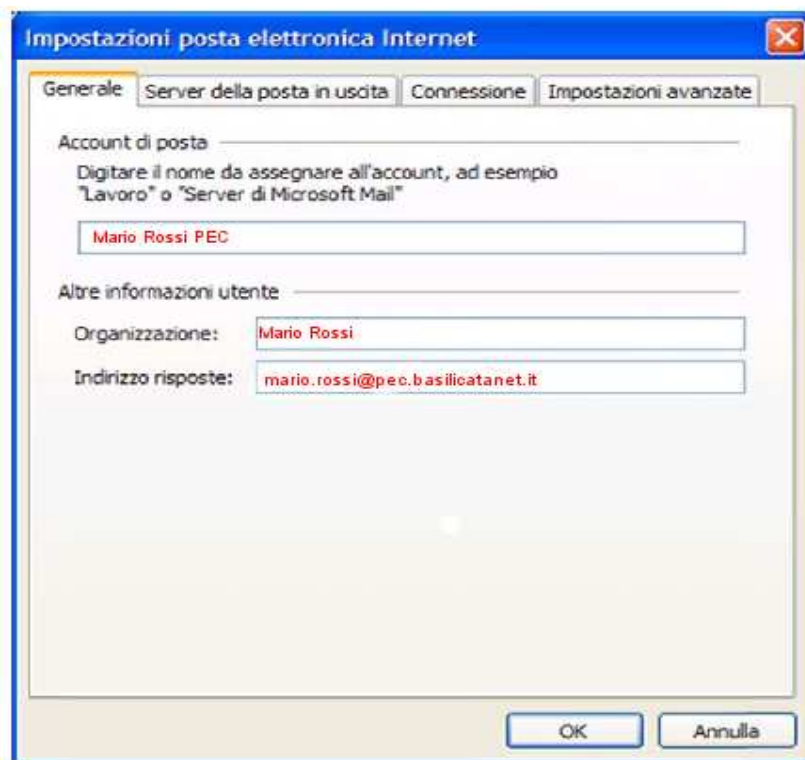 Impostazioni posta elettronica Internet
Generale Server della posta in uscita Connessione Impostazioni avanzate
Account di posta
Digitare il nome da assegnare all'account, ad esempio
"Lavoro" o "Server di Microsoft Mail"
Mario Rossi PEC
Altre informazioni utente
Organizzazione: Mario Rossi
Indirizzo risposte: mario.rossi@pec.basilicatanet.it
OK Annulla